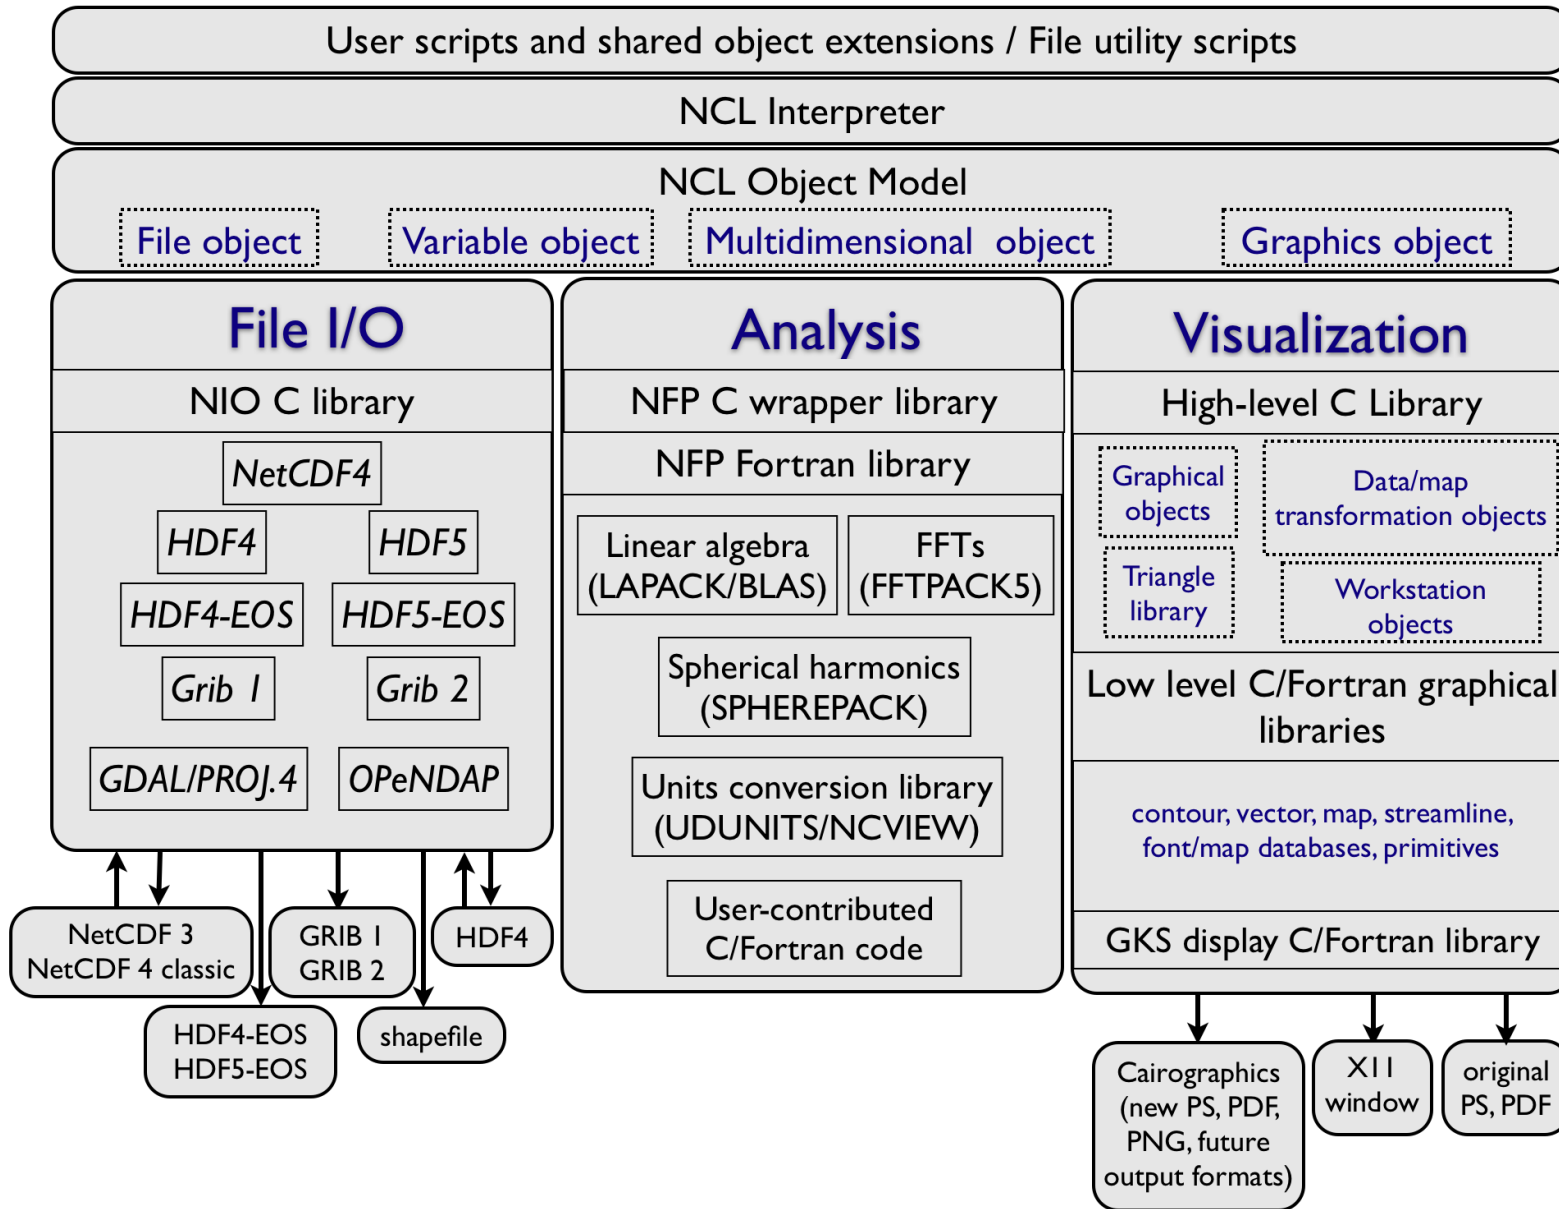 User scripts and shared object extensions / File utility scripts
NCL Interpreter
NCL Object Model
File object
Variable object
Multidimensional object
Graphics object
File I/O
NIO C library
NetCDF4
HDF4
HDF5
HDF4-EOS
HDF5-EOS
Grib 1
Grib 2
GDAL/PROJ.4
OPeNDAP
NetCDF 3
NetCDF 4 classic
GRIB 1
GRIB 2
HDF4
HDF4-EOS
HDF5-EOS
shapefile
Analysis
NFP C wrapper library
NFP Fortran library
Linear algebra
(LAPACK/BLAS)
FFTs
(FFTPACK5)
Spherical harmonics
(SPHEREPACK)
Units conversion library
(UDUNITS/NCVIEW)
User-contributed
C/Fortran code
Visualization
High-level C Library
Graphical
objects
Data/map
transformation objects
Triangle
library
Workstation
objects
Low level C/Fortran graphical
libraries
contour, vector, map, streamline,
font/map databases, primitives
GKS display C/Fortran library
Cairographics
(new PS, PDF,
PNG, future
output formats)
X11
window
original
PS, PDF